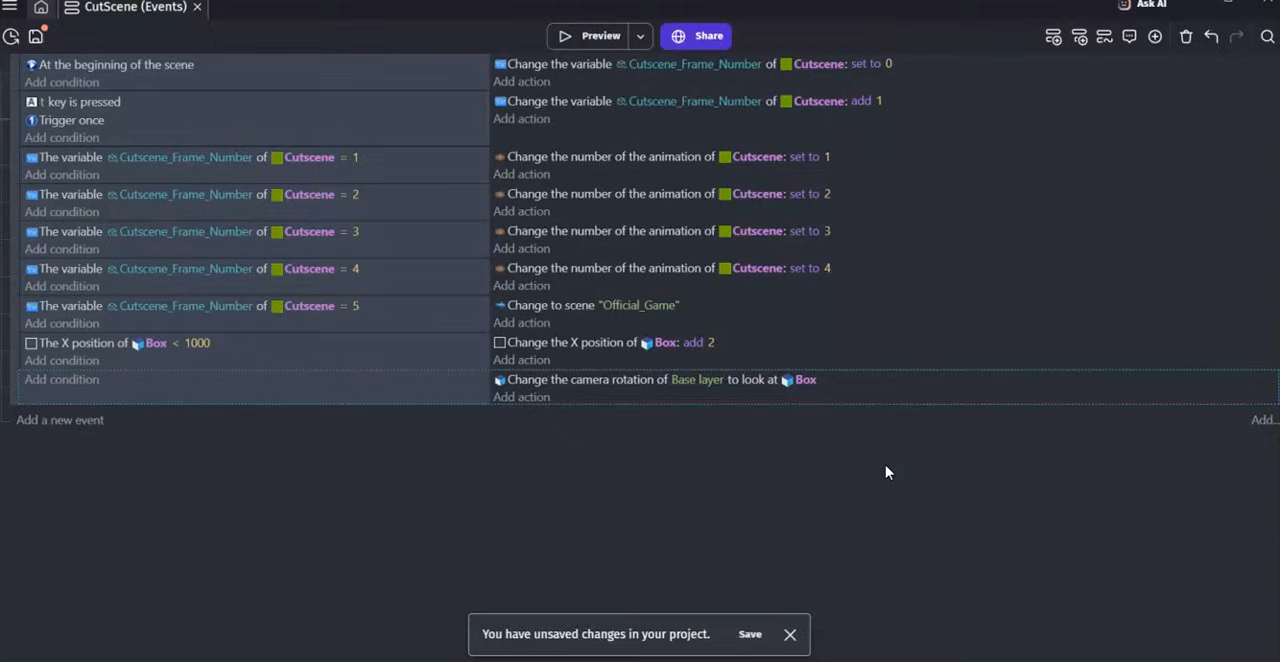 CutScene (Events) ×
Ask AI
Preview
Share
At the beginning of the scene
Add condition
Change the variable Cutscene_Frame_Number of Cutscene: set to 0
Add action
t key is pressed
Trigger once
Add condition
Change the variable Cutscene_Frame_Number of Cutscene: add 1
Add action
The variable Cutscene_Frame_Number of Cutscene = 1
Add condition
Change the number of the animation of Cutscene: set to 1
Add action
The variable Cutscene_Frame_Number of Cutscene = 2
Add condition
Change the number of the animation of Cutscene: set to 2
Add action
The variable Cutscene_Frame_Number of Cutscene = 3
Add condition
Change the number of the animation of Cutscene: set to 3
Add action
The variable Cutscene_Frame_Number of Cutscene = 4
Add condition
Change the number of the animation of Cutscene: set to 4
Add action
The variable Cutscene_Frame_Number of Cutscene = 5
Add condition
Change to scene "Official_Game"
Add action
The X position of Box < 1000
Add condition
Change the X position of Box: add 2
Add action
Add condition
Change the camera rotation of Base layer to look at Box
Add action
Add a new event
Add...
You have unsaved changes in your project.
Save